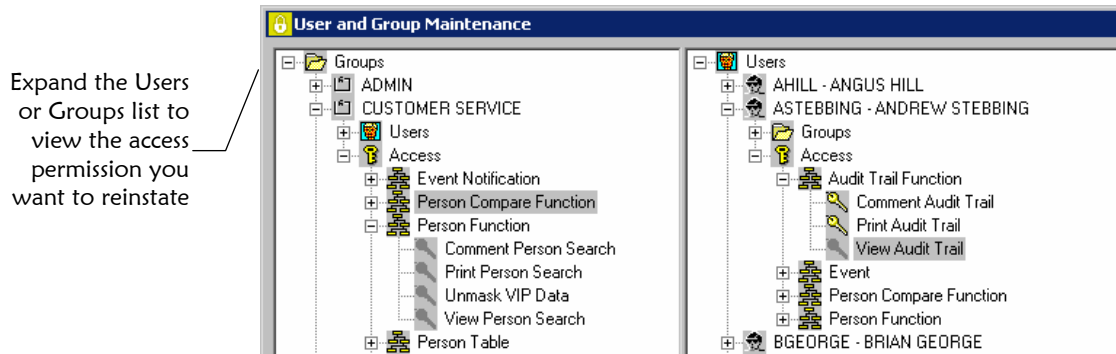 User and Group Maintenance
Expand the Users
or Groups list to
view the access
permission you
want to reinstate
Groups
ADMIN
CUSTOMER SERVICE
Users
Access
Event Notification
Person Compare Function
Person Function
Comment Person Search
Print Person Search
Unmask VIP Data
View Person Search
Person Table
Users
AHILL - ANGUS HILL
ASTEBBING - ANDREW STEBBING
Groups
Access
Audit Trail Function
Comment Audit Trail
Print Audit Trail
View Audit Trail
Event
Person Compare Function
Person Function
BGEORGE - BRIAN GEORGE